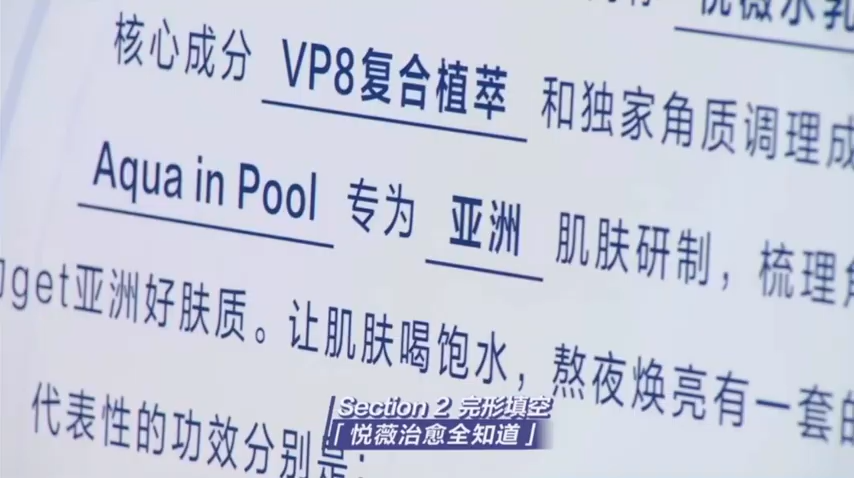 悦薇水乳
核心成分 VP8复合植萃 和独家角质调理成
Aqua in Pool 专为 亚洲 肌肤研制，梳理角
get亚洲好肤质。让肌肤喝饱水，熬夜焕亮有一套的
代表性的功效分别是：
Section 2 完形填空
「悦薇治愈全知道」